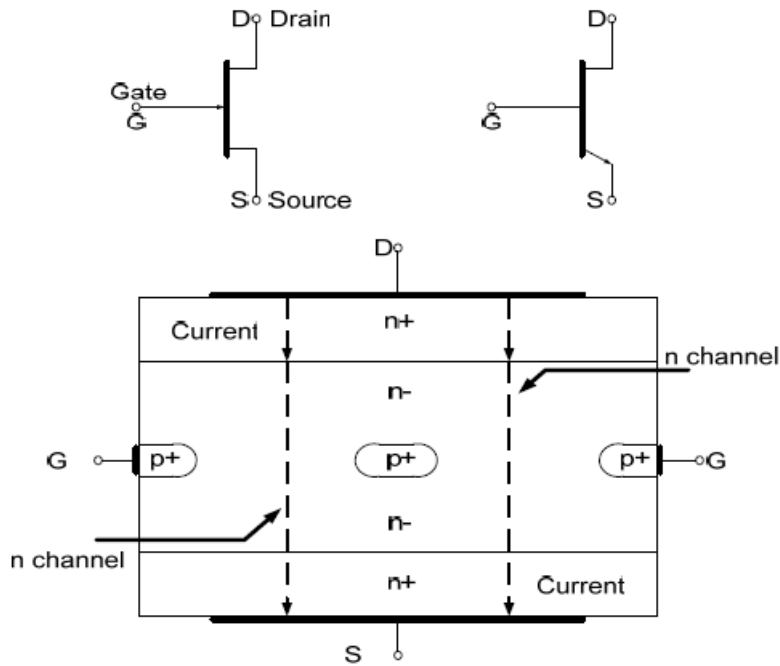 D Drain
D
Gate
G
G
S Source
S
D
Current
n+
n channel
n-
G
p+
p+
p+
G
n-
n channel
n+
Current
S